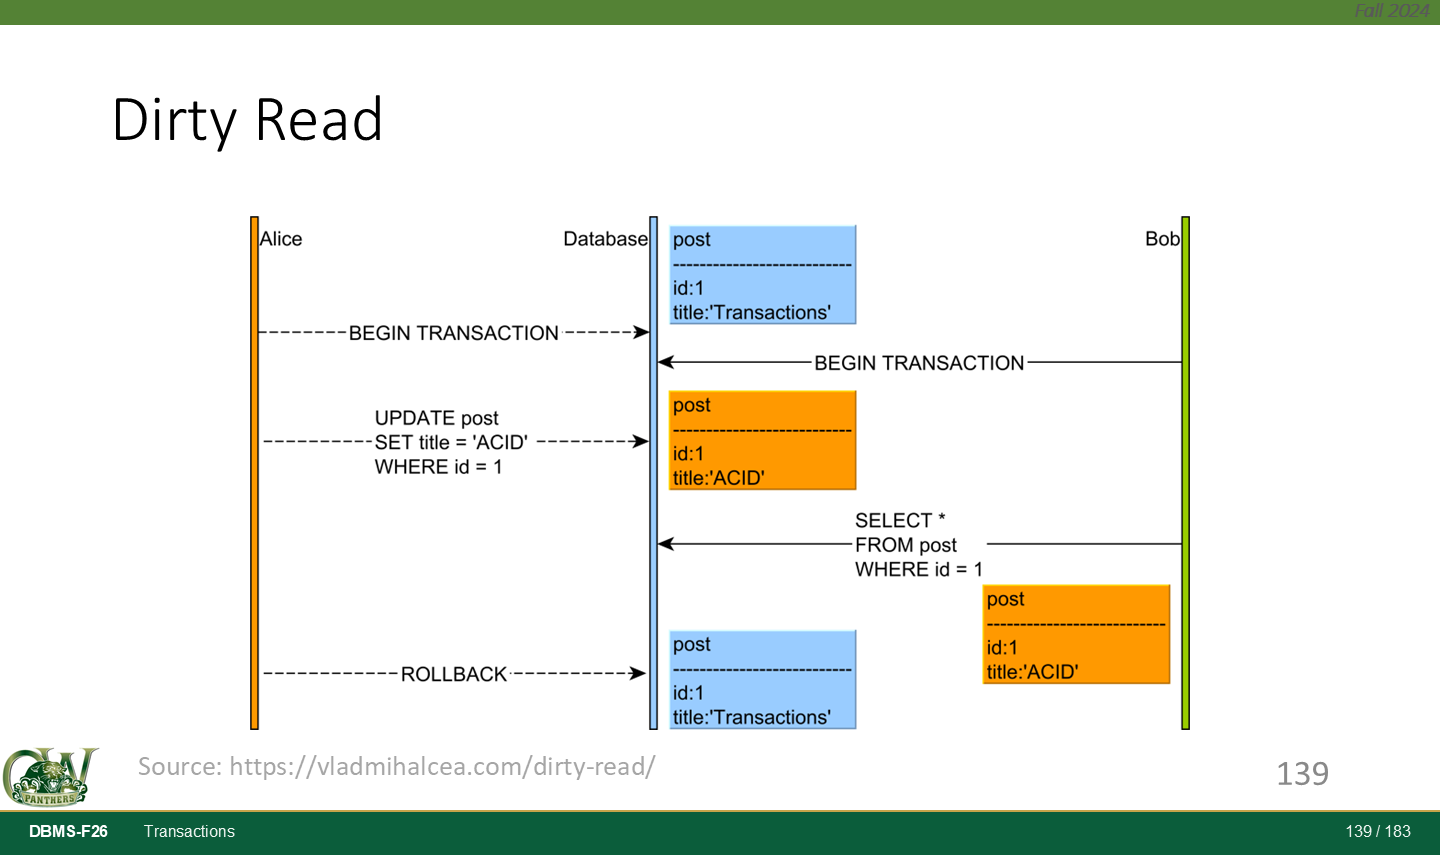 Fall 2024
Dirty Read
Alice
Database
post
----------------------------
id:1
title:'Transactions'
Bob
BEGIN TRANSACTION
BEGIN TRANSACTION
UPDATE post
SET title = 'ACID'
WHERE id = 1
post
----------------------------
id:1
title:'ACID'
SELECT *
FROM post
WHERE id = 1
post
----------------------------
id:1
title:'ACID'
ROLLBACK
post
----------------------------
id:1
title:'Transactions'
OW
PANTHERS
Source: https://vladmihalcea.com/dirty-read/
139
DBMS-F26
Transactions
139 / 183